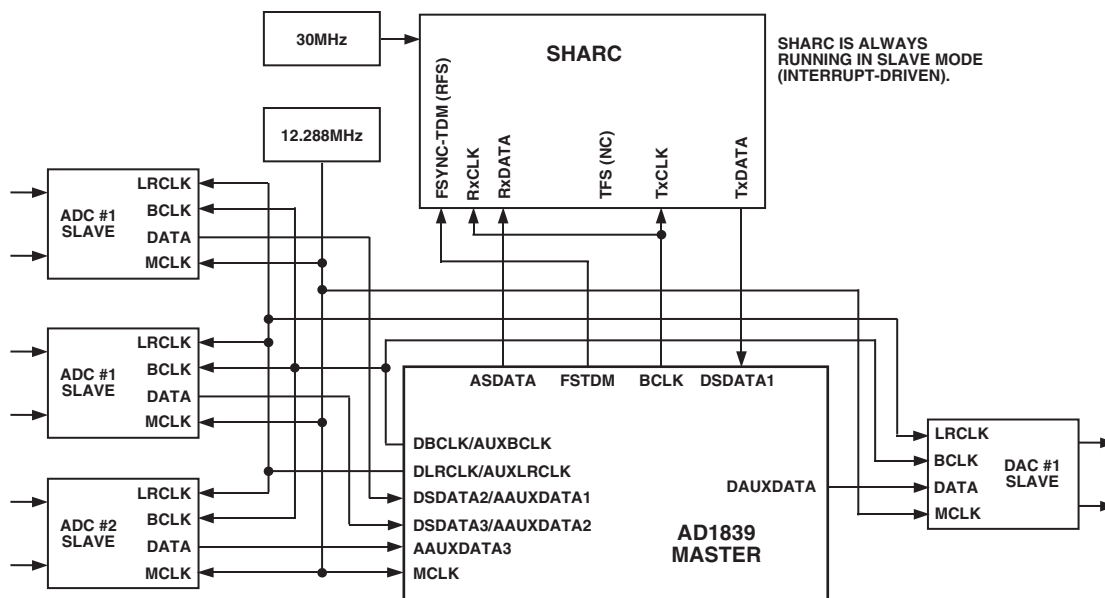 30MHz
SHARC
SHARC IS ALWAYS
RUNNING IN SLAVE MODE
(INTERRUPT-DRIVEN).
12.288MHz
FSYNC-TDM (RFS)
RxCLK
RxDATA
TFS (NC)
TxCLK
TxDATA
ADC #1
SLAVE
LRCLK
BCLK
DATA
MCLK
ADC #1
SLAVE
LRCLK
BCLK
DATA
MCLK
ADC #2
SLAVE
LRCLK
BCLK
DATA
MCLK
ASDATA
FSTDM
BCLK
DSDATA1
DBCLK/AUXBCLK
DLRCLK/AUXLRCLK
DSDATA2/AAUXDATA1
DSDATA3/AAUXDATA2
AAUXDATA3
MCLK
DAUXDATA
AD1839
MASTER
LRCLK
BCLK
DATA
MCLK
DAC #1
SLAVE